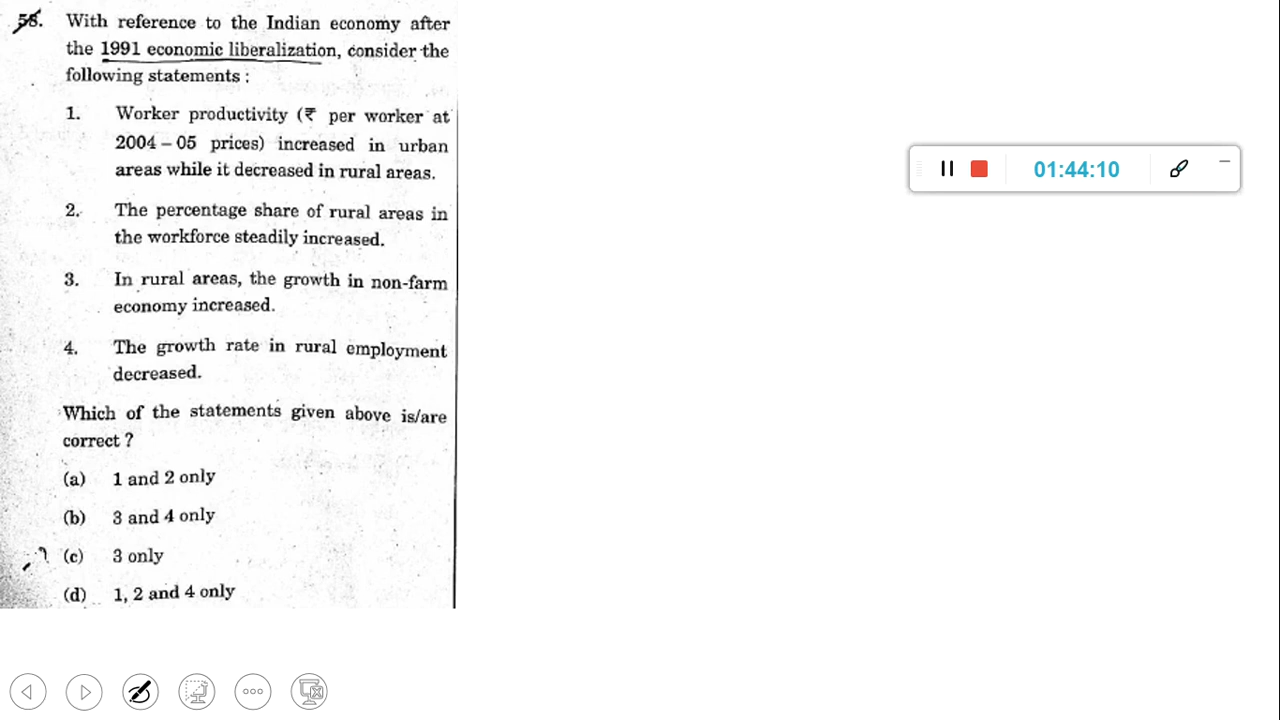 58. With reference to the Indian economy after
the 1991 economic liberalization, consider the
following statements :
1. Worker productivity (₹ per worker at
2004 – 05 prices) increased in urban
areas while it decreased in rural areas.
2. The percentage share of rural areas in
the workforce steadily increased.
3. In rural areas, the growth in non-farm
economy increased.
4. The growth rate in rural employment
decreased.
Which of the statements given above is/are
correct ?
(a) 1 and 2 only
(b) 3 and 4 only
(c) 3 only
(d) 1, 2 and 4 only
01:44:10